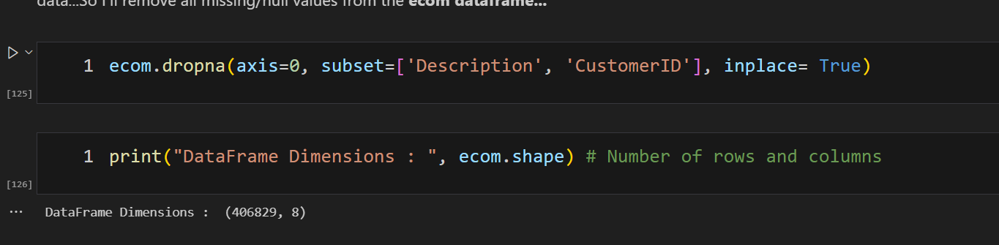 data...So I'll remove all missing/null values from the ecom dataframe...
1 ecom.dropna(axis=0, subset=['Description', 'CustomerID'], inplace= True)
[125]
1 print("DataFrame Dimensions : ", ecom.shape) # Number of rows and columns
[126]
... DataFrame Dimensions :  (406829, 8)